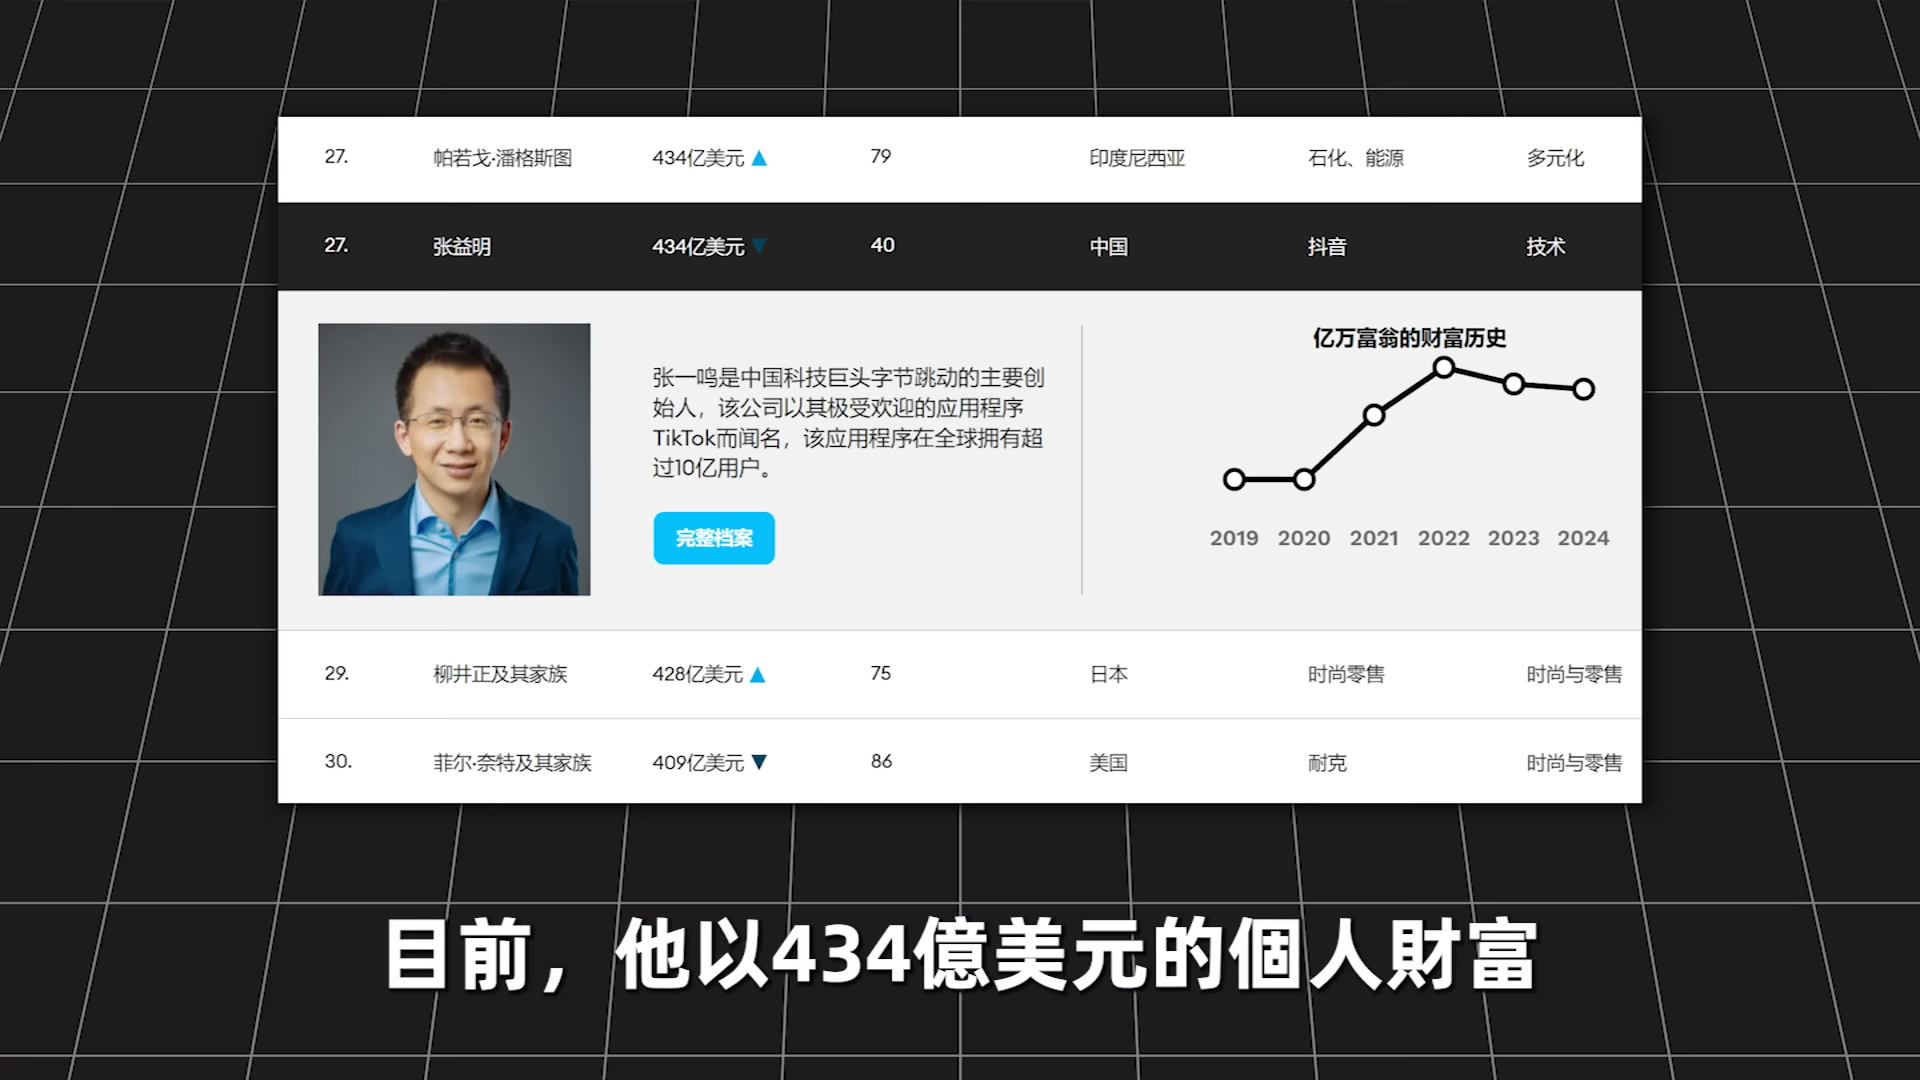 27. 帕若戈·潘格斯图 434亿美元 79 印度尼西亚 石化、能源 多元化
27. 张益明 434亿美元 40 中国 抖音 技术
张一鸣是中国科技巨头字节跳动的主要创
始人，该公司以其极受欢迎的应用程序
TikTok而闻名，该应用程序在全球拥有超
过10亿用户。
完整档案
亿万富翁的财富历史
2019 2020 2021 2022 2023 2024
29. 柳井正及其家族 428亿美元 75 日本 时尚零售 时尚与零售
30. 菲尔·奈特及其家族 409亿美元 86 美国 耐克 时尚与零售
目前，他以434億美元的個人財富